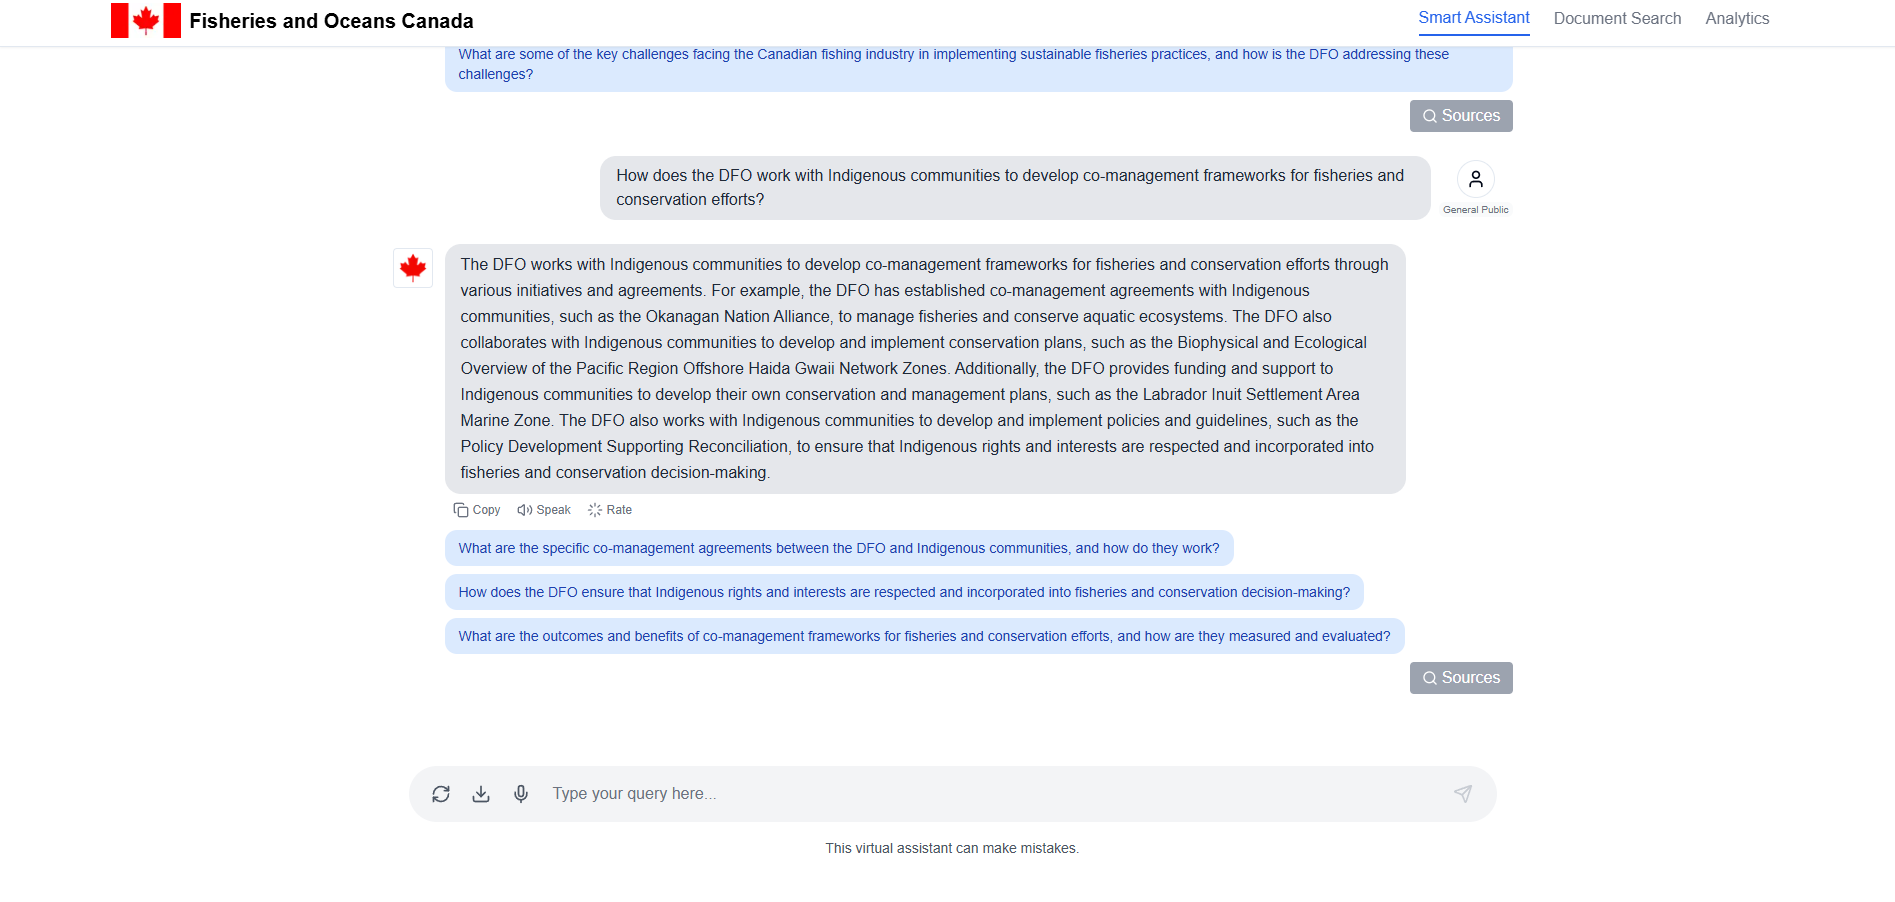 Fisheries and Oceans Canada
Smart Assistant
Document Search
Analytics
What are some of the key challenges facing the Canadian fishing industry in implementing sustainable fisheries practices, and how is the DFO addressing these
challenges?
Sources
How does the DFO work with Indigenous communities to develop co-management frameworks for fisheries and
conservation efforts?
General Public
The DFO works with Indigenous communities to develop co-management frameworks for fisheries and conservation efforts through
various initiatives and agreements. For example, the DFO has established co-management agreements with Indigenous
communities, such as the Okanagan Nation Alliance, to manage fisheries and conserve aquatic ecosystems. The DFO also
collaborates with Indigenous communities to develop and implement conservation plans, such as the Biophysical and Ecological
Overview of the Pacific Region Offshore Haida Gwaii Network Zones. Additionally, the DFO provides funding and support to
Indigenous communities to develop their own conservation and management plans, such as the Labrador Inuit Settlement Area
Marine Zone. The DFO also works with Indigenous communities to develop and implement policies and guidelines, such as the
Policy Development Supporting Reconciliation, to ensure that Indigenous rights and interests are respected and incorporated into
fisheries and conservation decision-making.
Copy
Speak
Rate
What are the specific co-management agreements between the DFO and Indigenous communities, and how do they work?
How does the DFO ensure that Indigenous rights and interests are respected and incorporated into fisheries and conservation decision-making?
What are the outcomes and benefits of co-management frameworks for fisheries and conservation efforts, and how are they measured and evaluated?
Sources
Type your query here...
This virtual assistant can make mistakes.